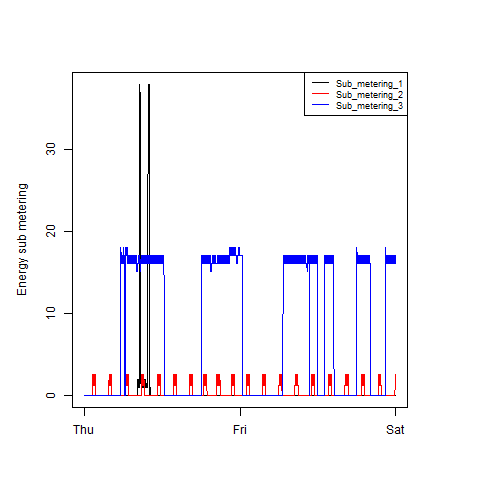 Sub_metering_1
Sub_metering_2
Sub_metering_3
Energy sub metering
30
20
10
0
Thu Fri Sat